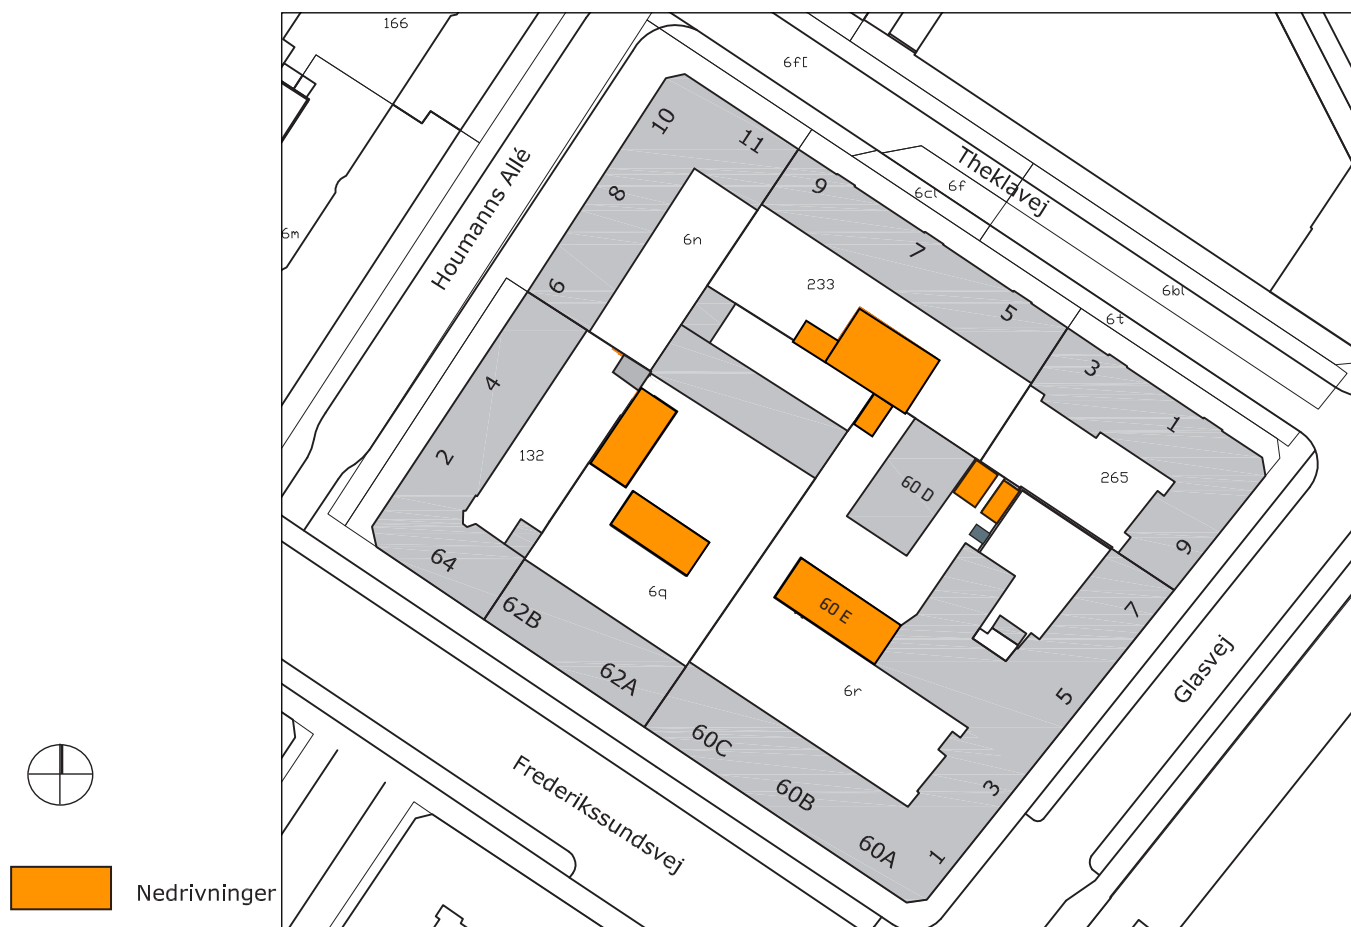 166
6f[
10
11
Theklavej
9
6cl
6f
8
Houmanns Allé
6m
6n
7
233
6bl
6
5
6t
3
4
1
2
132
265
60 D
9
64
6q
60 E
7
62B
62A
6r
5
Glasvej
60C
60B
3
Frederikssundsvej
60A
1
Nedrivninger